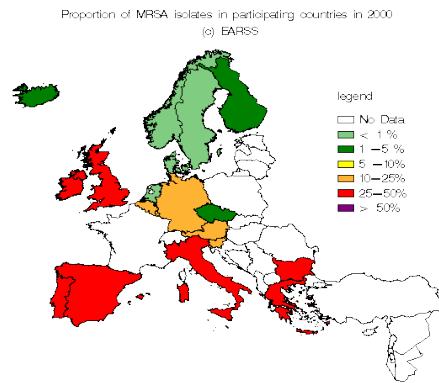 Proportion of MRSA isolates in participating countries in 2000
(c) EARSS
legend
No Data
< 1 %
1 –5 %
5 –10%
10–25%
25–50%
> 50%